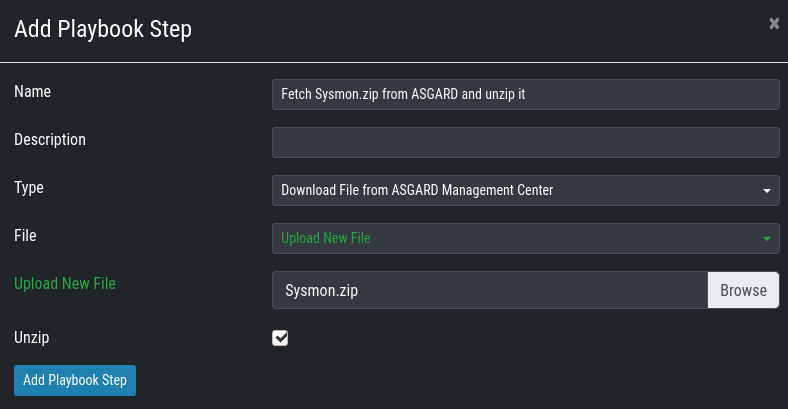 Add Playbook Step
×
Name
Fetch Sysmon.zip from ASGARD and unzip it
Description
Type
Download File from ASGARD Management Center
File
Upload New File
Upload New File
Sysmon.zip
Browse
Unzip
Add Playbook Step